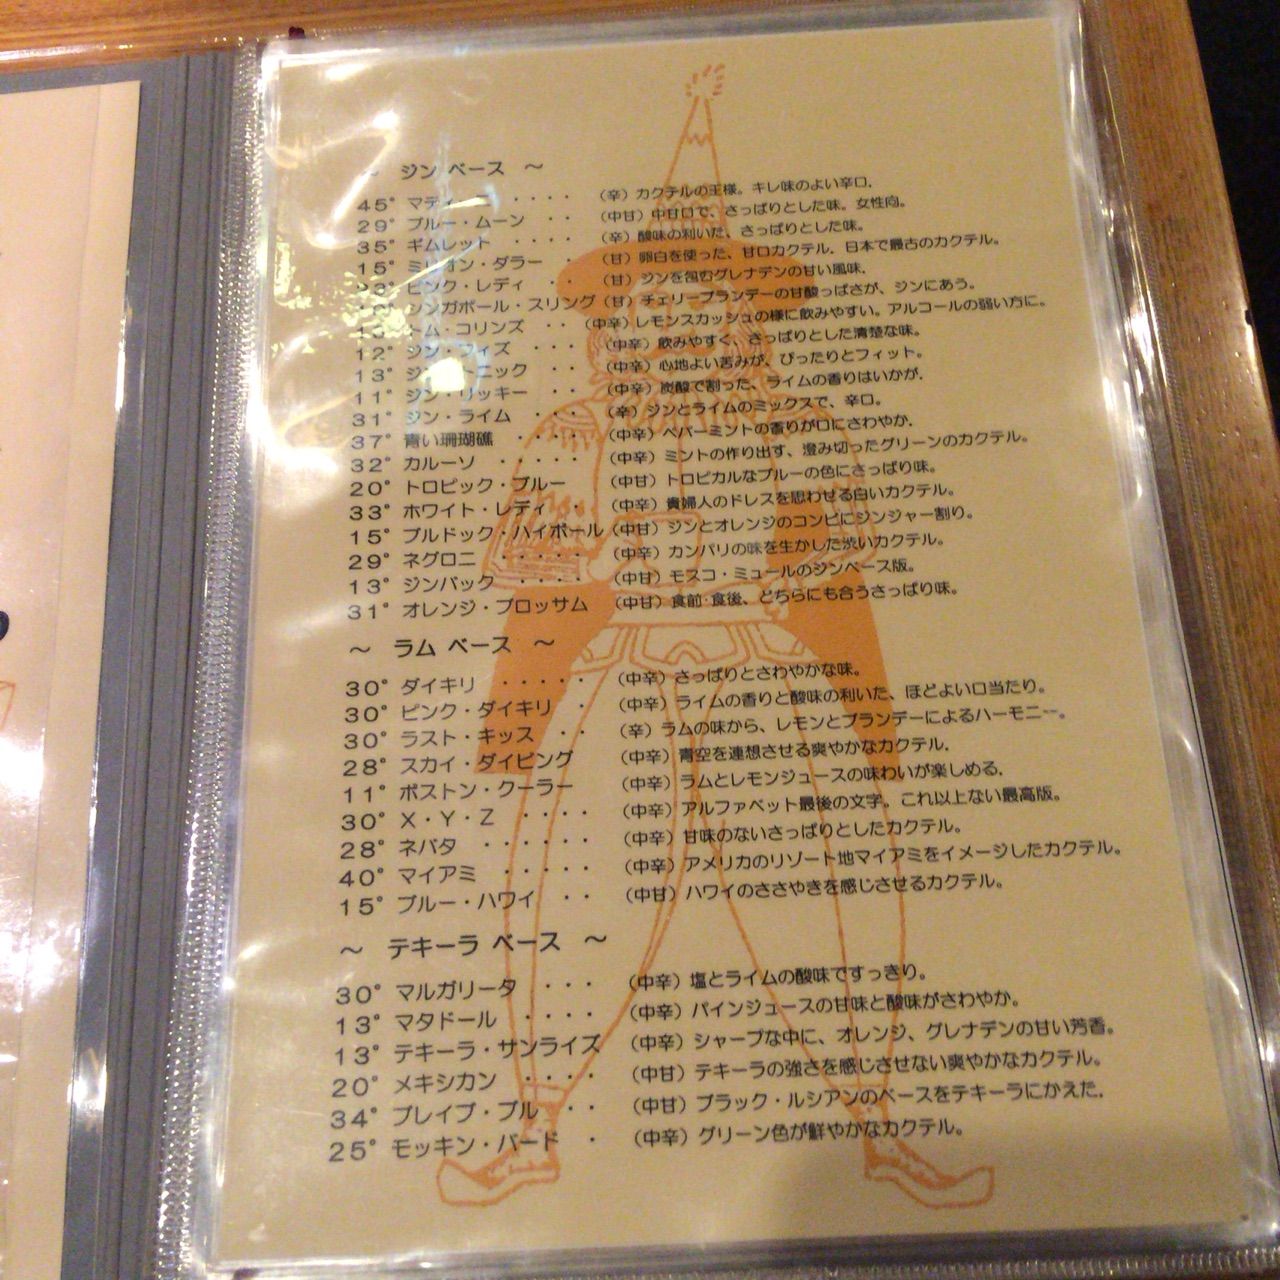 ～ ジン ベース ～
45° マティーニ ・・・・ （辛）カクテルの王様。キレ味のよい辛口.
29° ブルー・ムーン ・・ （中甘）中甘口で、さっぱりとした味。女性向。
35° ギムレット ・・・・ （辛）酸味の利いた、さっぱりとした味。
15° ミリオン・ダラー ・ （甘）卵白を使った、甘口カクテル. 日本で最古のカクテル。
ピンク・レディ ・・ （甘）ジンを包むグレナデンの甘い風味.
シンガポール・スリング（甘）チェリーブランデーの甘酸っぱさが、ジンにあう。
トム・コリンズ ・・ （中辛）レモンスカッシュの様に飲みやすい。アルコールの弱い方に。
12° ジン・フィズ ・・・ （中辛）飲みやすく、さっぱりとした清楚な味。
13° ジン・トニック ・・ （中辛）心地よい苦みが、ぴったりとフィット。
11° ジン・リッキー ・・ （中辛）炭酸で割った、ライムの香りはいかが.
31° ジン・ライム ・・・ （辛）ジンとライムのミックスで、辛口。
37° 青い珊瑚礁 ・・・・ （中辛）ペパーミントの香りが口にさわやか.
32° カルーソ ・・・・・ （中辛）ミントの作り出す、澄み切ったグリーンのカクテル。
20° トロピック・ブルー （中甘）トロピカルなブルーの色にさっぱり味。
33° ホワイト・レディ ・ （中辛）貴婦人のドレスを思わせる白いカクテル。
15° ブルドック・ハイボール（中甘）ジンとオレンジのコンビにジンジャー割り。
29° ネグロニ ・・・・・ （中辛）カンパリの味を生かした渋いカクテル。
13° ジンバック ・・・・ （中甘）モスコ・ミュールのジンベース版。
31° オレンジ・ブロッサム （中甘）食前・食後、どちらにも合うさっぱり味。
～ ラム ベース ～
30° ダイキリ ・・・・・ （中辛）さっぱりとさわやかな味。
30° ピンク・ダイキリ ・ （中辛）ライムの香りと酸味の利いた、ほどよい口当たり。
30° ラスト・キッス ・・ （辛）ラムの味から、レモンとブランデーによるハーモニー。
28° スカイ・ダイビング （中辛）青空を連想させる爽やかなカクテル.
11° ボストン・クーラー （中辛）ラムとレモンジュースの味わいが楽しめる.
30° X・Y・Z ・・・・ （中辛）アルファベット最後の文字。これ以上ない最高版。
28° ネバタ ・・・・・・ （中辛）甘味のないさっぱりとしたカクテル。
40° マイアミ ・・・・・ （中辛）アメリカのリゾート地マイアミをイメージしたカクテル。
15° ブルー・ハワイ ・・ （中甘）ハワイのささやきを感じさせるカクテル。
～ テキーラ ベース ～
30° マルガリータ ・・・ （中辛）塩とライムの酸味ですっきり。
13° マタドール ・・・・ （中辛）パインジュースの甘味と酸味がさわやか。
13° テキーラ・サンライズ （中辛）シャープな中に、オレンジ、グレナデンの甘い芳香。
20° メキシカン ・・・・ （中甘）テキーラの強さを感じさせない爽やかなカクテル。
34° ブレイブ・ブル ・・ （中甘）ブラック・ルシアンのベースをテキーラにかえた.
25° モッキン・バード ・ （中辛）グリーン色が鮮やかなカクテル。